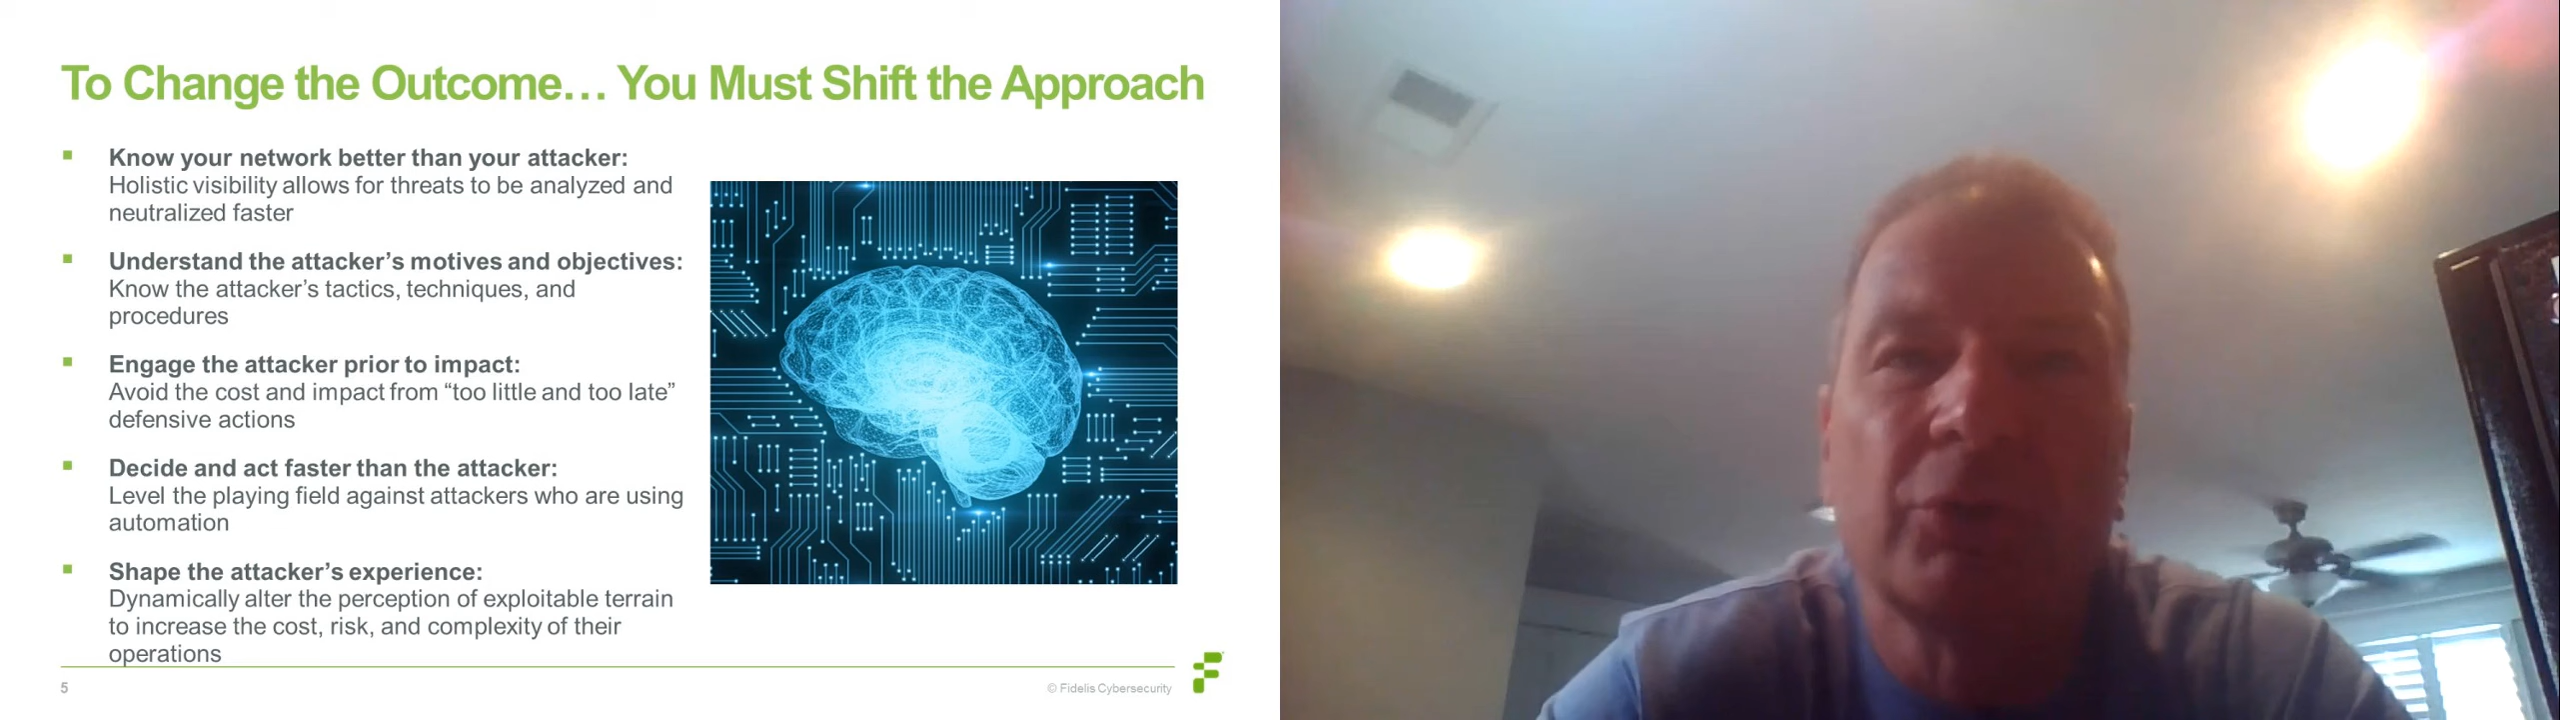 To Change the Outcome… You Must Shift the Approach
▪ Know your network better than your attacker:
Holistic visibility allows for threats to be analyzed and
neutralized faster
▪ Understand the attacker’s motives and objectives:
Know the attacker’s tactics, techniques, and
procedures
▪ Engage the attacker prior to impact:
Avoid the cost and impact from “too little and too late”
defensive actions
▪ Decide and act faster than the attacker:
Level the playing field against attackers who are using
automation
▪ Shape the attacker’s experience:
Dynamically alter the perception of exploitable terrain
to increase the cost, risk, and complexity of their
operations
5
© Fidelis Cybersecurity